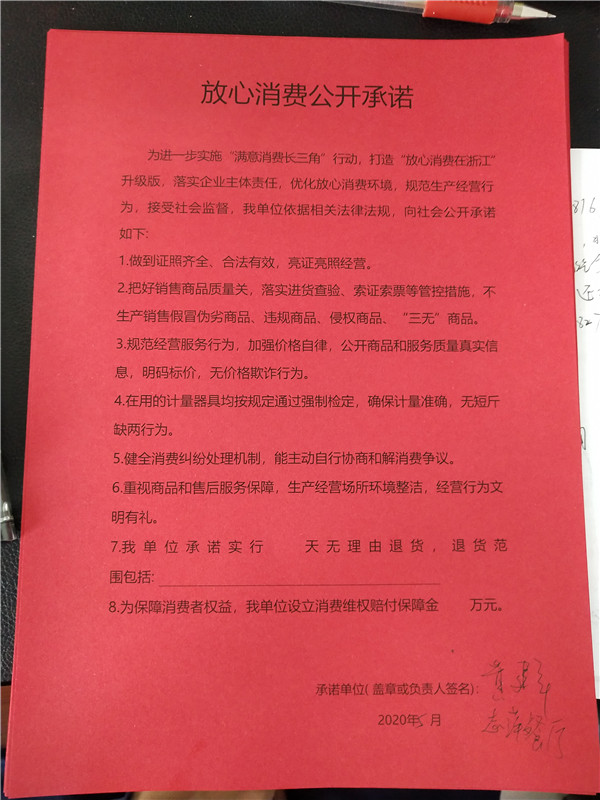 放心消费公开承诺
为进一步实施“满意消费长三角”行动，打造“放心消费在浙江”
升级版，落实企业主体责任，优化放心消费环境，规范生产经营行
为，接受社会监督，我单位依据相关法律法规，向社会公开承诺
如下：
1.做到证照齐全、合法有效，亮证亮照经营。
2.把好销售商品质量关，落实进货查验、索证索票等管控措施，不
生产销售假冒伪劣商品、违规商品、侵权商品、“三无”商品。
3.规范经营服务行为，加强价格自律，公开商品和服务质量真实信
息，明码标价，无价格欺诈行为。
4.在用的计量器具均按规定通过强制检定，确保计量准确，无短斤
缺两行为。
5.健全消费纠纷处理机制，能主动自行协商和解消费争议。
6.重视商品和售后服务保障，生产经营场所环境整洁，经营行为文
明有礼。
7.我单位承诺实行 天无理由退货，退货范
围包括:
8.为保障消费者权益，我单位设立消费维权赔付保障金 万元。
承诺单位( 盖章或负责人签名):
2020年5月
876